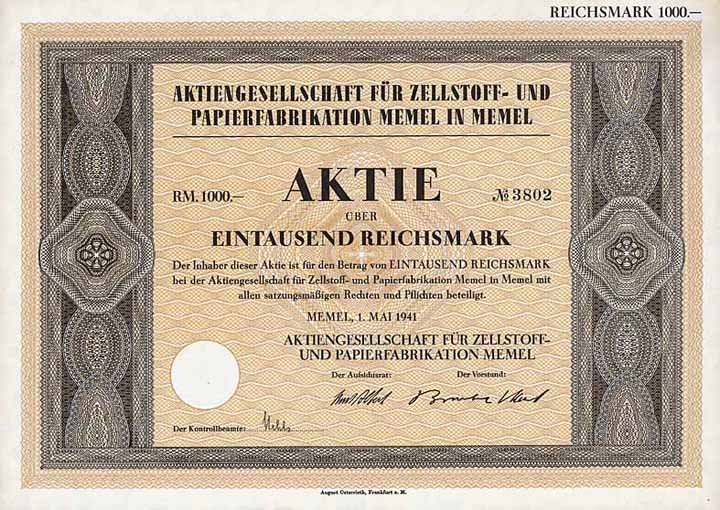 REICHSMARK 1000.—
AKTIENGESELLSCHAFT FÜR ZELLSTOFF- UND
PAPIERFABRIKATION MEMEL IN MEMEL
RM. 1000.— AKTIE № 3802
ÜBER
EINTAUSEND REICHSMARK
Der Inhaber dieser Aktie ist für den Betrag von EINTAUSEND REICHSMARK
bei der Aktiengesellschaft für Zellstoff- und Papierfabrikation Memel in Memel mit
allen satzungsmäßigen Rechten und Pflichten beteiligt.
MEMEL, 1. MAI 1941
AKTIENGESELLSCHAFT FÜR ZELLSTOFF-
UND PAPIERFABRIKATION MEMEL
Der Aufsichtsrat: Der Vorstand:
Der Kontrollbeamte:
August Osterrieth, Frankfurt a. M.